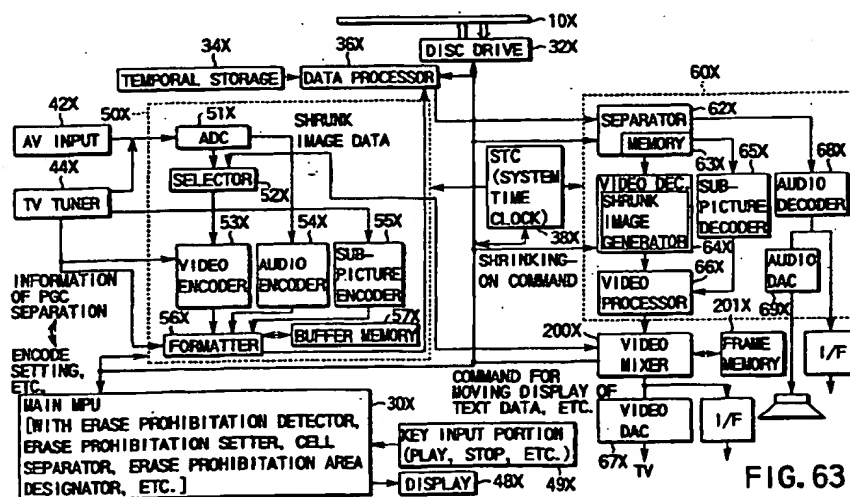 10X
34X
36X
DISC DRIVE
32X
TEMPORAL STORAGE
DATA PROCESSOR
60X
42X
50X
51X
SHRUNK
IMAGE DATA
AV INPUT
ADC
44X
SELECTOR
52X
TV TUNER
53X
54X
55X
VIDEO
ENCODER
AUDIO
ENCODER
SUB-
PICTURE
ENCODER
57X
56X
FORMATTER
BUFFER MEMORY
INFORMATION
OF PGC
SEPARATION
ENCODE
SETTING,
ETC.
STC
(SYSTEM
TIME
CLOCK)
38X
SHRINKING-
ON COMMAND
SEPARATOR
62X
MEMORY
63X
65X
68X
VIDEO DEC.
SHRUNK
IMAGE
GENERATOR
64X
SUB-
PICTURE
DECODER
AUDIO
DECODER
VIDEO
PROCESSOR
66X
AUDIO
DAC
69X
200X
201X
VIDEO
MIXER
FRAME
MEMORY
I/F
COMMAND FOR
MOVING DISPLAY OF
TEXT DATA, ETC.
30X
MAIN MPU
[WITH ERASE PROHIBITATION DETECTOR,
ERASE PROHIBITATION SETTER, CELL
SEPARATOR, ERASE PROHIBITATION AREA
DESIGNATOR, ETC.]
KEY INPUT PORTION
(PLAY, STOP, ETC.)
49X
DISPLAY
48X
VIDEO
DAC
67X
I/F
TV
FIG. 63